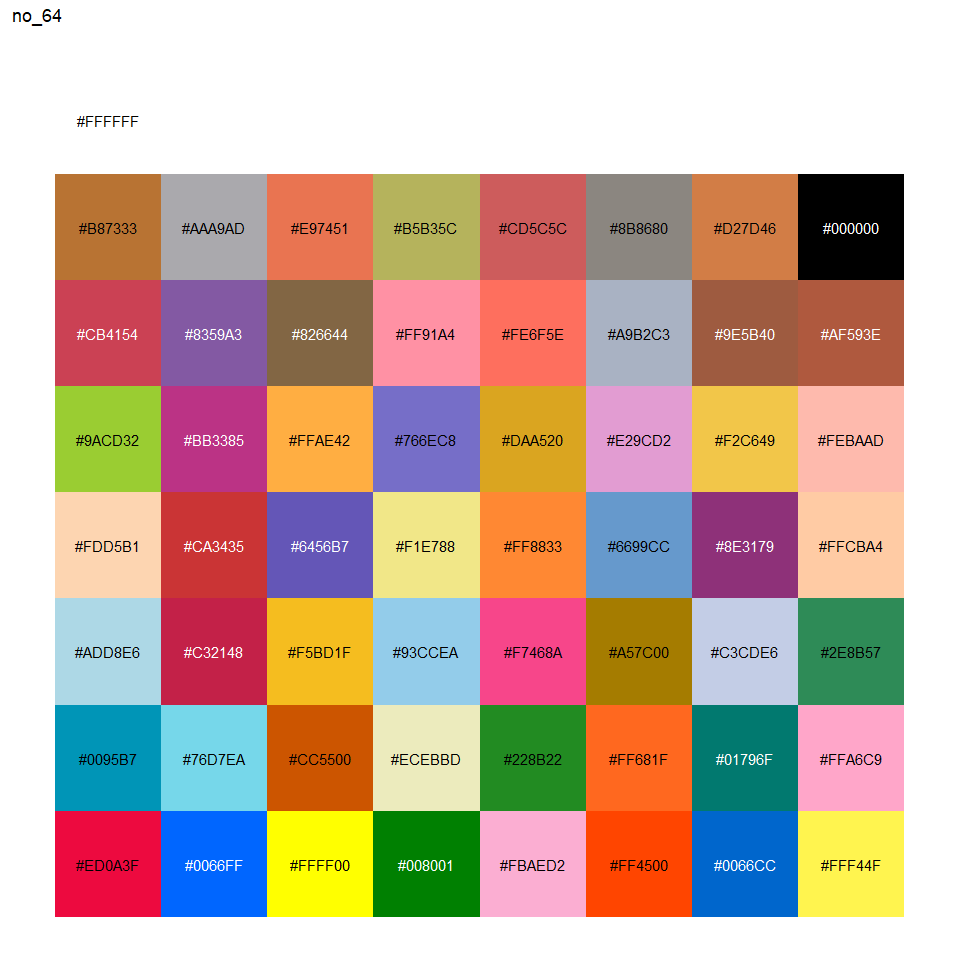 no_64
#FFFFFF
#B87333 #AAA9AD #E97451 #B5B35C #CD5C5C #8B8680 #D27D46 #000000
#CB4154 #8359A3 #826644 #FF91A4 #FE6F5E #A9B2C3 #9E5B40 #AF593E
#9ACD32 #BB3385 #FFAE42 #766EC8 #DAA520 #E29CD2 #F2C649 #FEBAAD
#FDD5B1 #CA3435 #6456B7 #F1E788 #FF8833 #6699CC #8E3179 #FFCBA4
#ADD8E6 #C32148 #F5BD1F #93CCEA #F7468A #A57C00 #C3CDE6 #2E8B57
#0095B7 #76D7EA #CC5500 #ECEBBD #228B22 #FF681F #01796F #FFA6C9
#ED0A3F #0066FF #FFFF00 #008001 #FBAED2 #FF4500 #0066CC #FFF44F